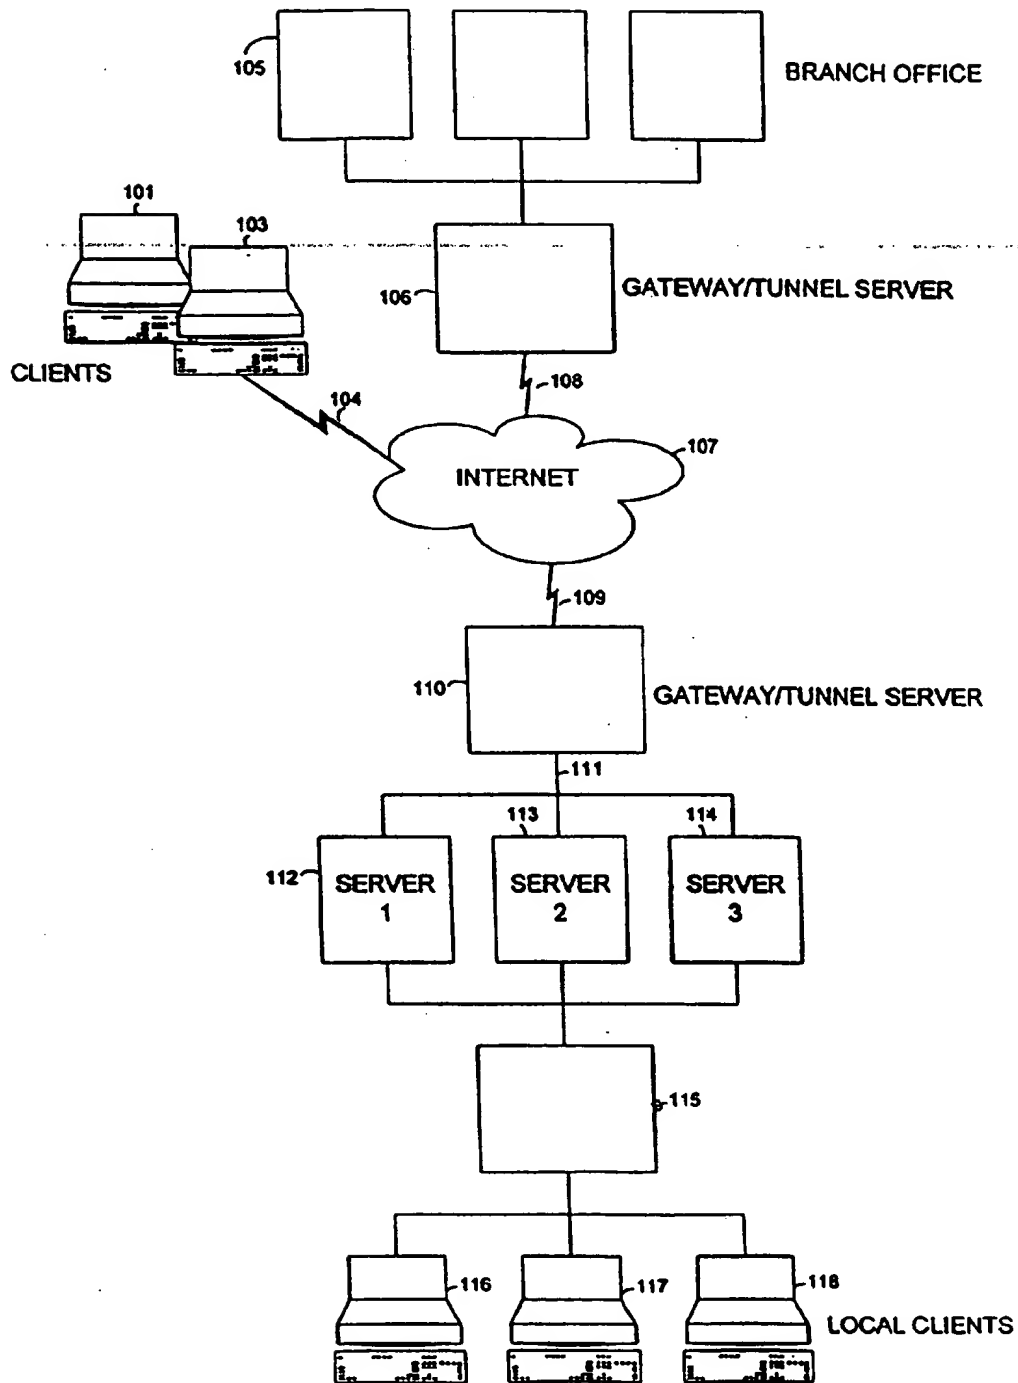 105
BRANCH OFFICE
101
103
106
GATEWAY/TUNNEL SERVER
CLIENTS
104
108
107
INTERNET
109
110
GATEWAY/TUNNEL SERVER
111
112
SERVER
1
113
SERVER
2
114
SERVER
3
115
116
117
118
LOCAL CLIENTS